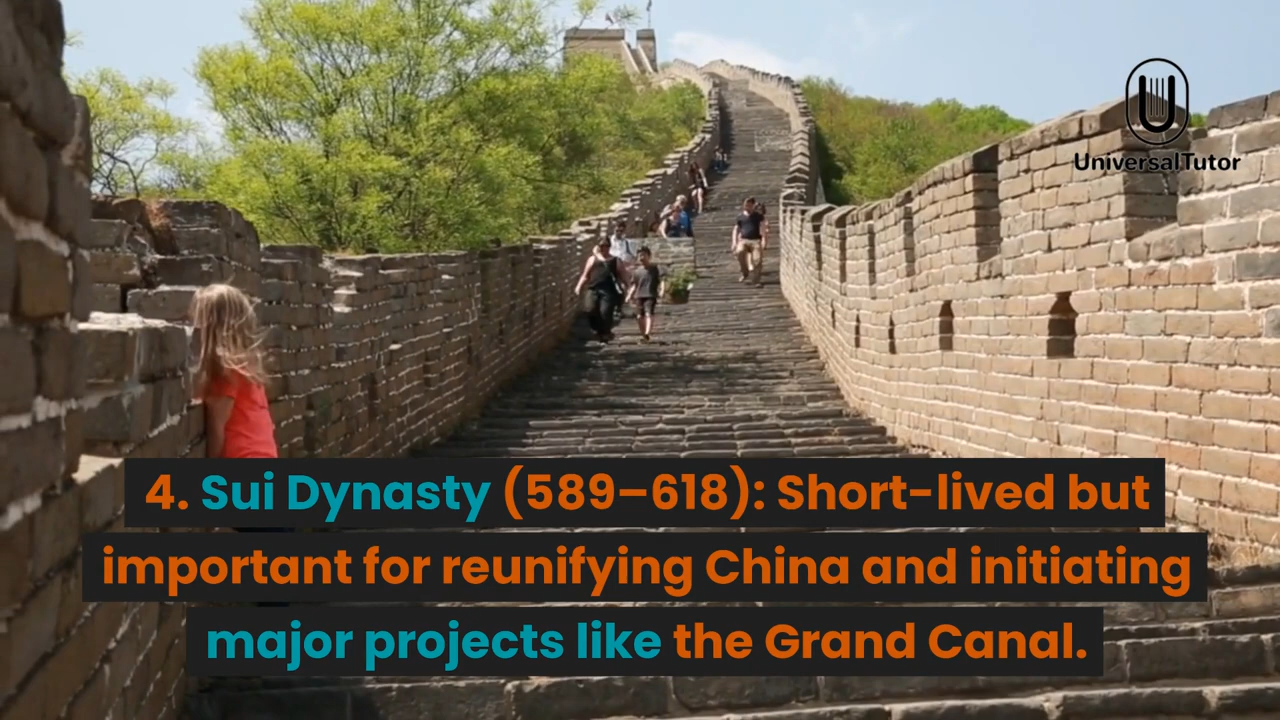 UniversalTutor
4. Sui Dynasty (589–618): Short-lived but
important for reunifying China and initiating
major projects like the Grand Canal.